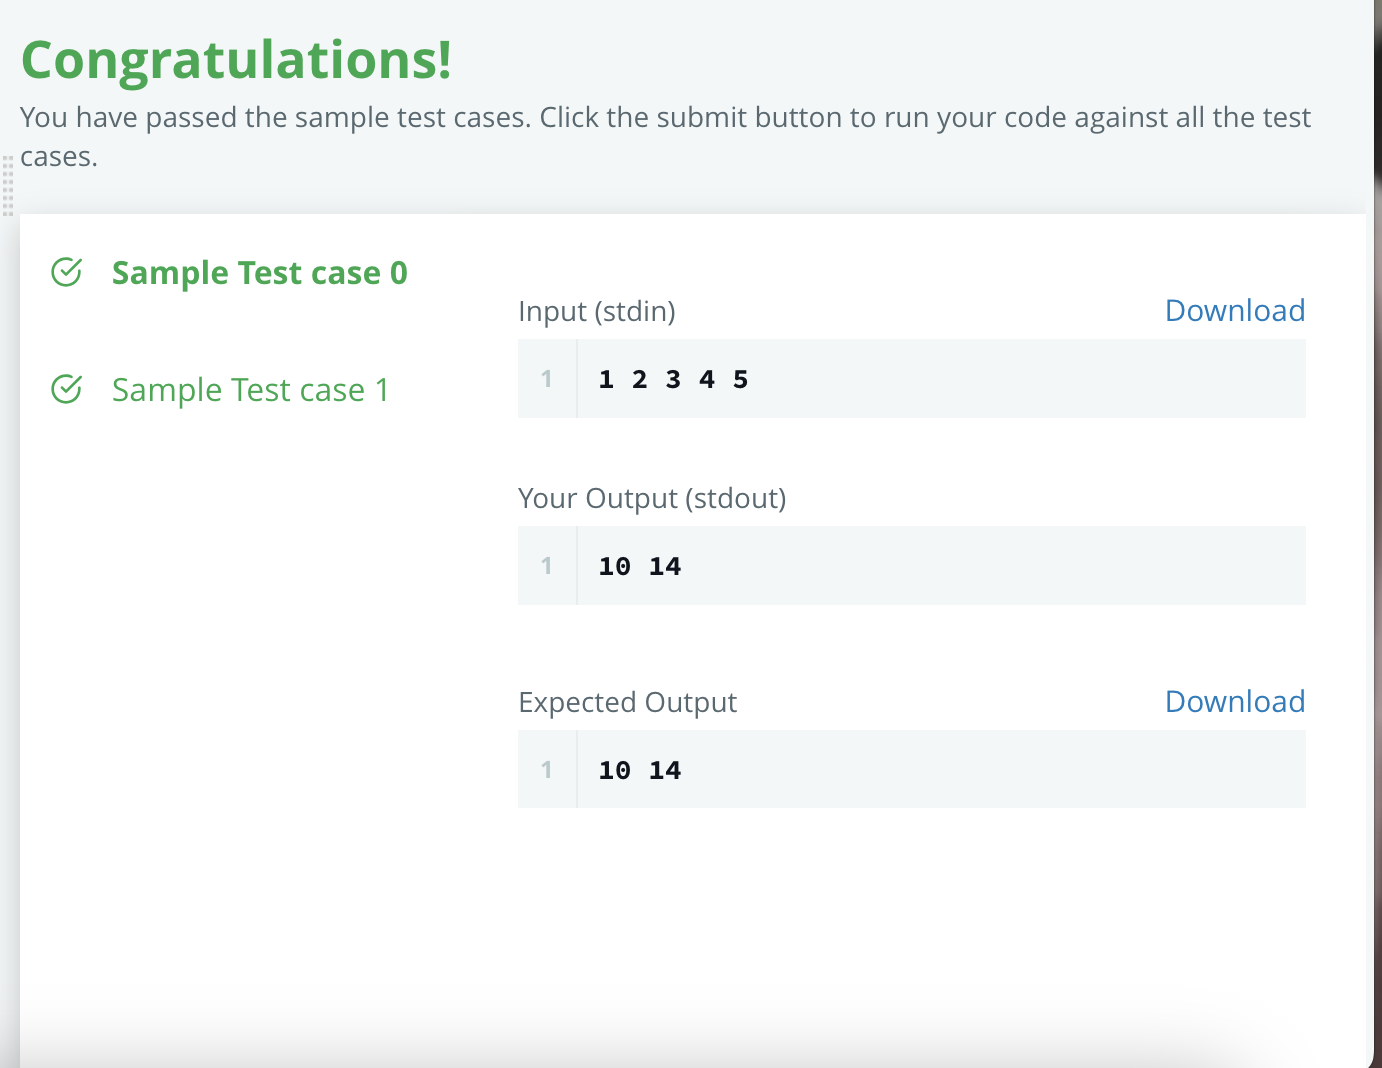 Congratulations!
You have passed the sample test cases. Click the submit button to run your code against all the test
cases.
Sample Test case 0
Sample Test case 1
Input (stdin)
Download
1 1 2 3 4 5
Your Output (stdout)
1 10 14
Expected Output
Download
1 10 14